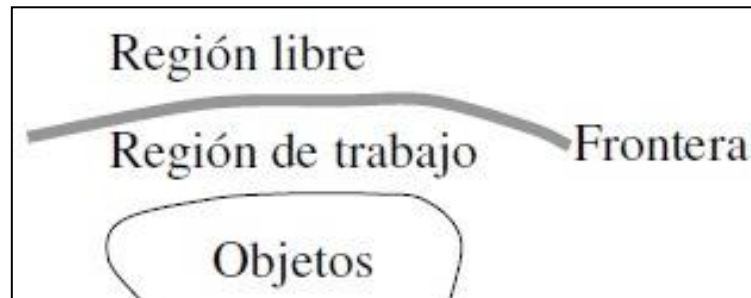 Región libre
Región de trabajo
Frontera
Objetos